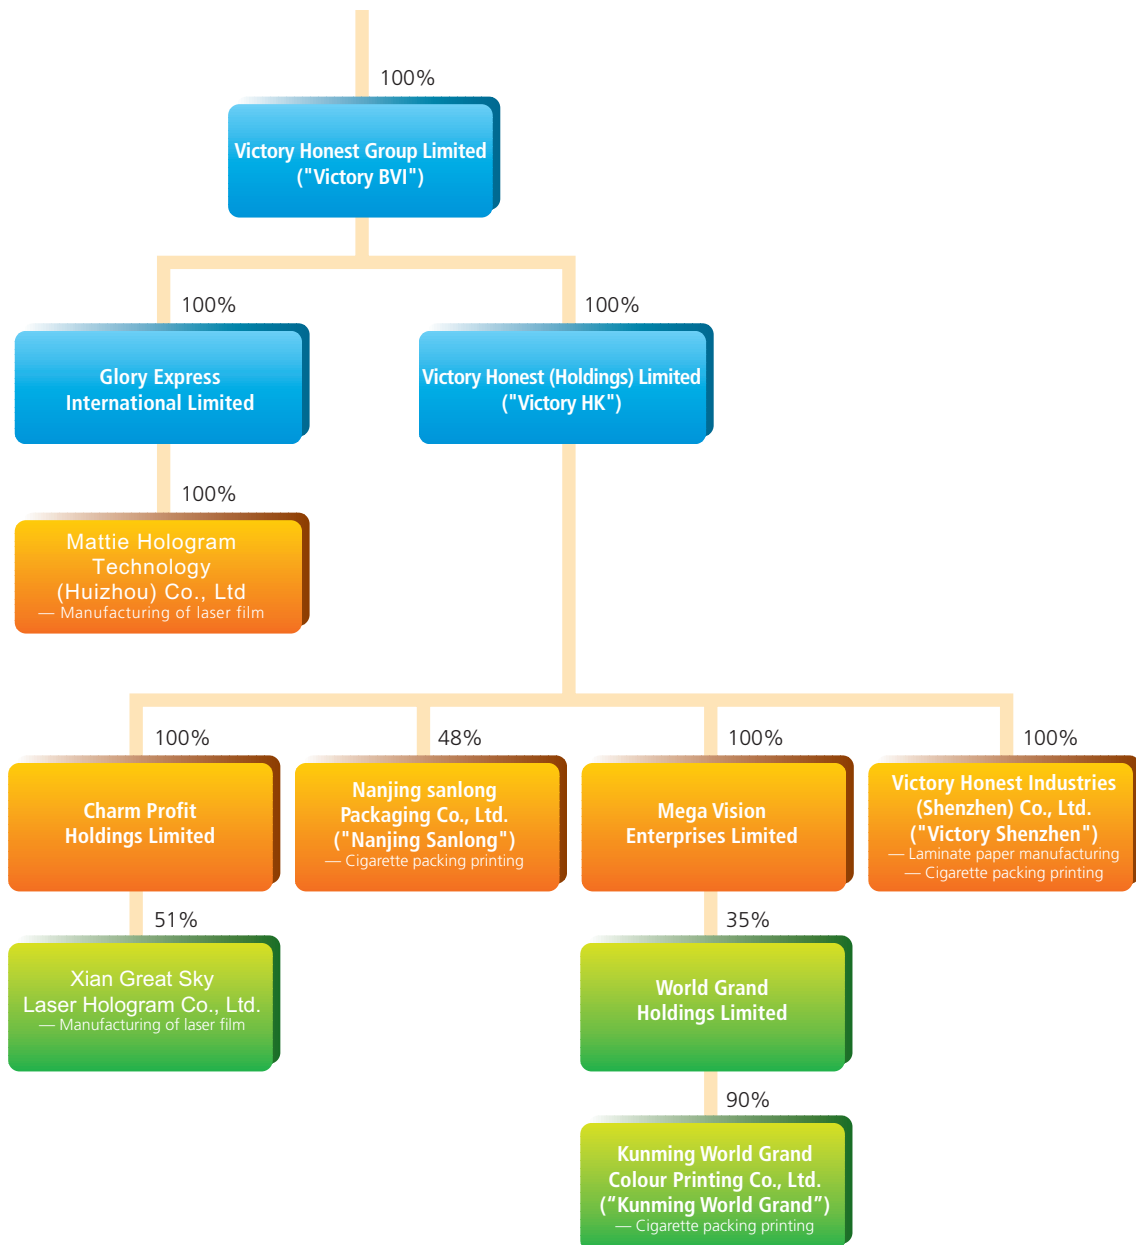 100%
Victory Honest Group Limited
("Victory BVI")
100%
100%
Glory Express
International Limited
Victory Honest (Holdings) Limited
("Victory HK")
100%
Mattie Hologram
Technology
(Huizhou) Co., Ltd
— Manufacturing of laser film
100%
48%
100%
100%
Charm Profit
Holdings Limited
Nanjing sanlong
Packaging Co., Ltd.
("Nanjing Sanlong")
— Cigarette packing printing
Mega Vision
Enterprises Limited
Victory Honest Industries
(Shenzhen) Co., Ltd.
("Victory Shenzhen")
— Laminate paper manufacturing
— Cigarette packing printing
51%
35%
Xian Great Sky
Laser Hologram Co., Ltd.
— Manufacturing of laser film
World Grand
Holdings Limited
90%
Kunming World Grand
Colour Printing Co., Ltd.
(“Kunming World Grand”)
— Cigarette packing printing